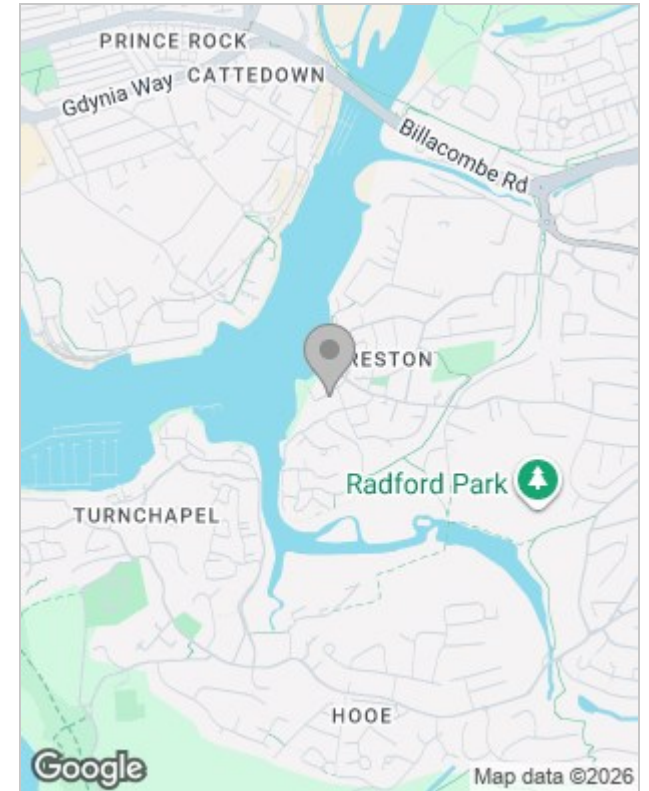 PRINCE ROCK
CATTEDOWN
Gdynia Way
Billacombe Rd
RESTON
Radford Park
TURNCHAPEL
HOOE
Google
Map data ©2026